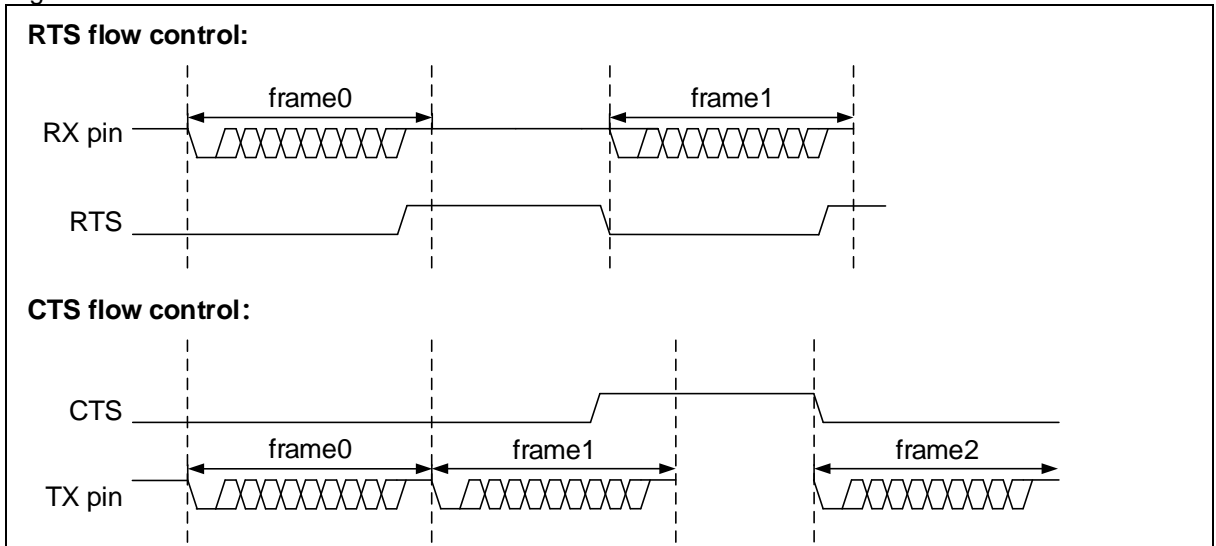 RTS flow control:
frame0
frame1
RX pin
RTS
CTS flow control:
CTS
frame0
frame1
frame2
TX pin